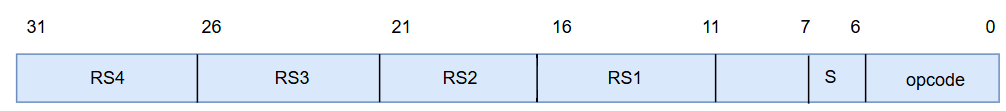 31 26 21 16 11 7 6 0
RS4 RS3 RS2 RS1 S opcode